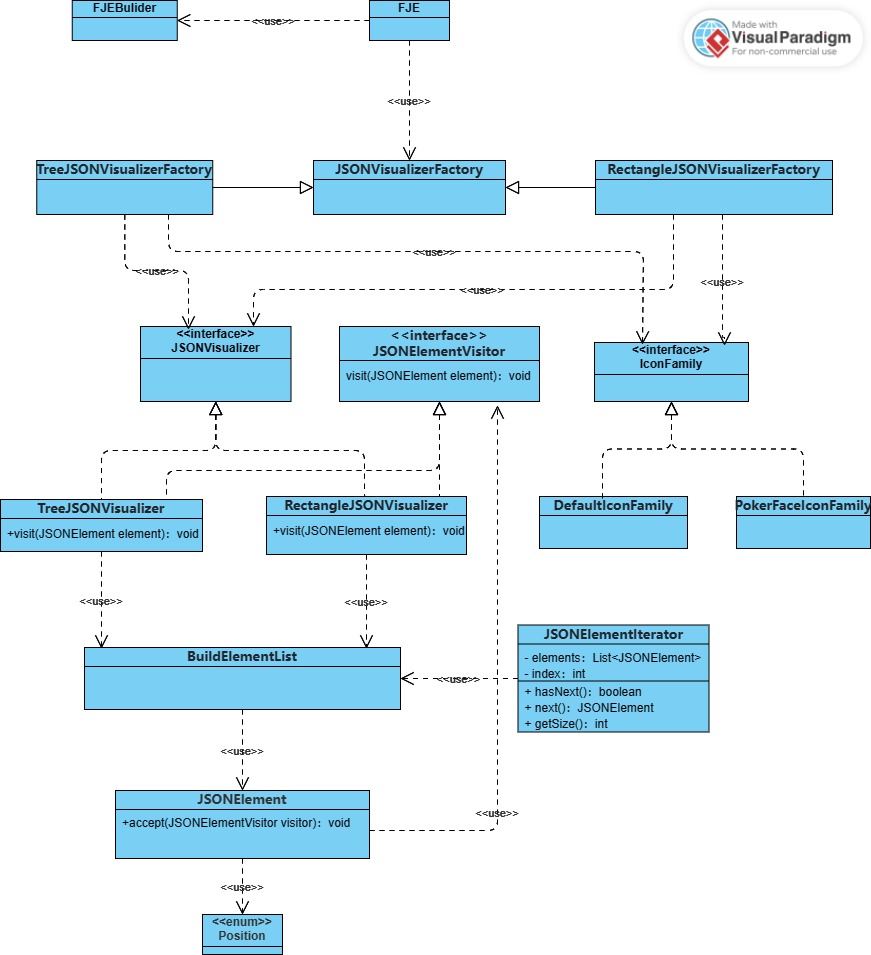 FJEBulider
FJE
<<use>>
Made with
VisualParadigm
For non-commercial use
<<use>>
TreeJSONVisualizerFactory
JSONVisualizerFactory
RectangleJSONVisualizerFactory
<<use>>
<<use>>
<<use>>
<<use>>
<<interface>>
JSONVisualizer
<<interface>>
JSONElementVisitor
visit(JSONElement element)：void
<<interface>>
IconFamily
TreeJSONVisualizer
+visit(JSONElement element)：void
RectangleJSONVisualizer
+visit(JSONElement element)：void
DefaultIconFamily
PokerFaceIconFamily
<<use>>
<<use>>
BuildElementList
JSONElementIterator
- elements：List<JSONElement>
- index：int
+ hasNext()：boolean
+ next()：JSONElement
+ getSize()：int
<<use>>
<<use>>
JSONElement
+accept(JSONElementVisitor visitor)：void
<<use>>
<<use>>
<<enum>>
Position